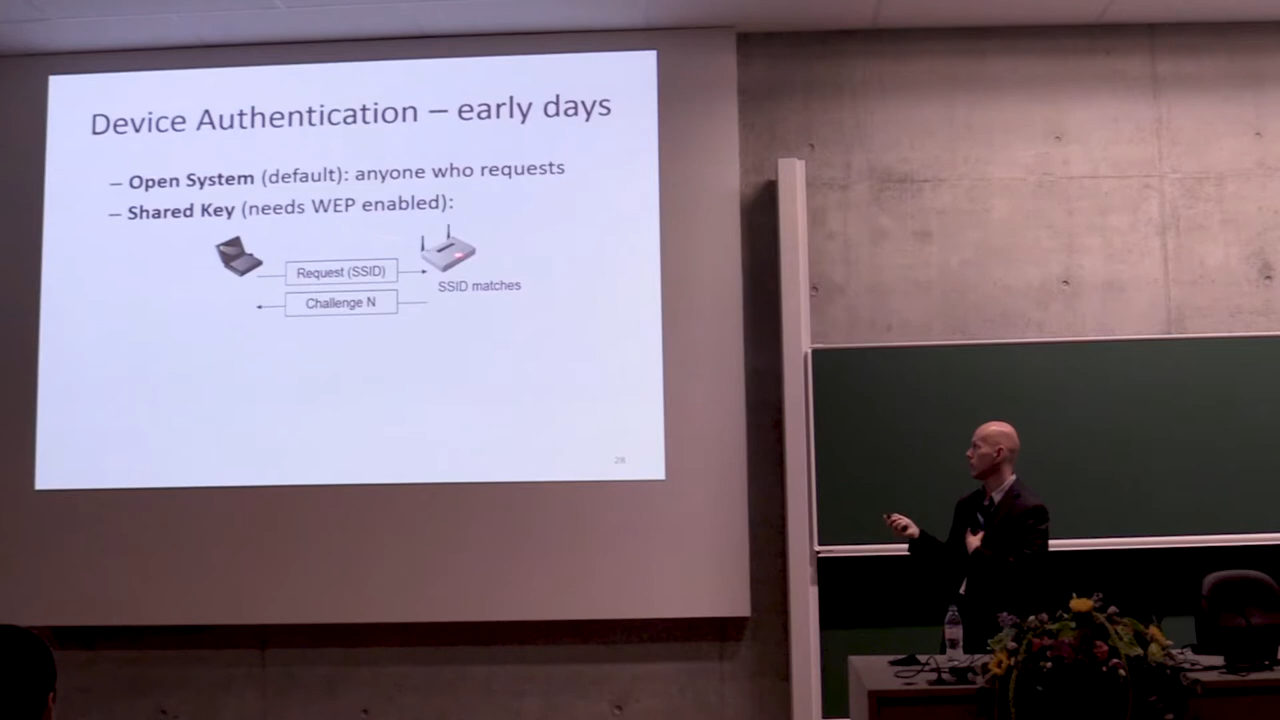 Device Authentication – early days
– Open System (default): anyone who requests
– Shared Key (needs WEP enabled):
Request (SSID)
SSID matches
Challenge N
28